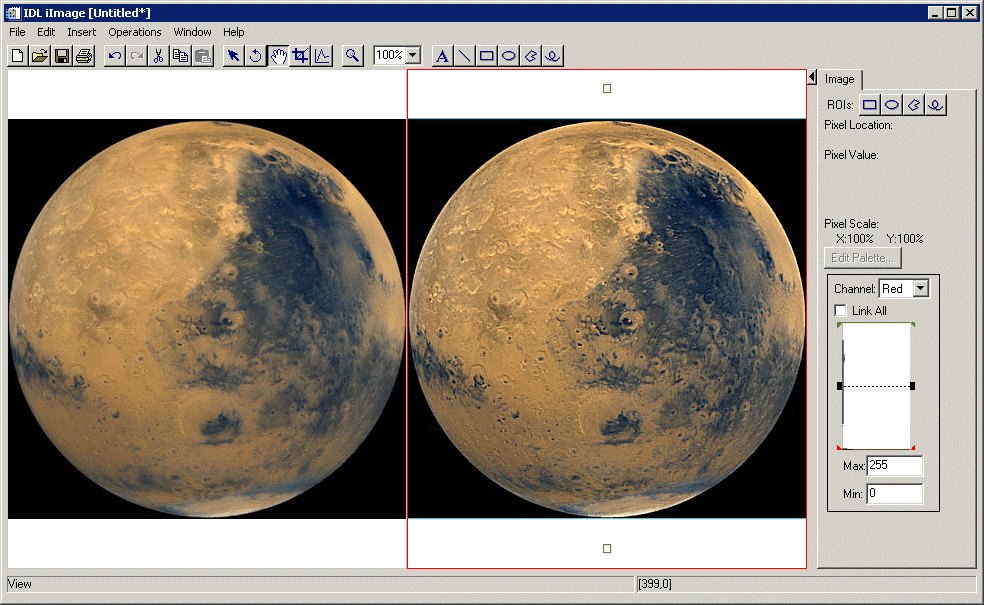 IDL iImage [Untitled*]
File Edit Insert Operations Window Help
100% A
Image
ROIs:
Pixel Location:
Pixel Value:
Pixel Scale:
X:100% Y:100%
Edit Palette...
Channel: Red
Link All
Max: 255
Min: 0
View [399,0]